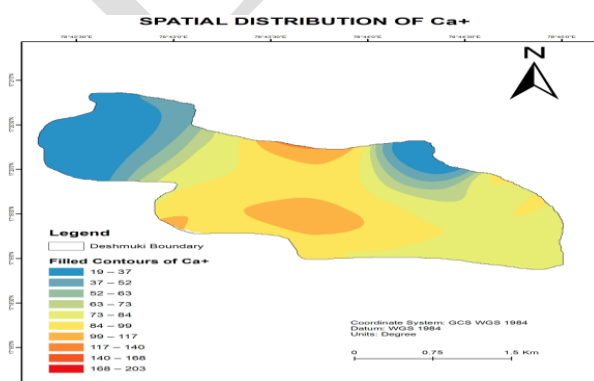 SPATIAL DISTRIBUTION OF Ca+
N
Legend
Deshmuki Boundary
Filled Contours of Ca+
19 – 37
37 – 52
52 – 63
63 – 73
73 – 84
84 – 99
99 – 117
117 – 140
140 – 168
168 – 203
Coordinate System: GCS WGS 1984
Datum: WGS 1984
Units: Degree
0 0.75 1.5 Km